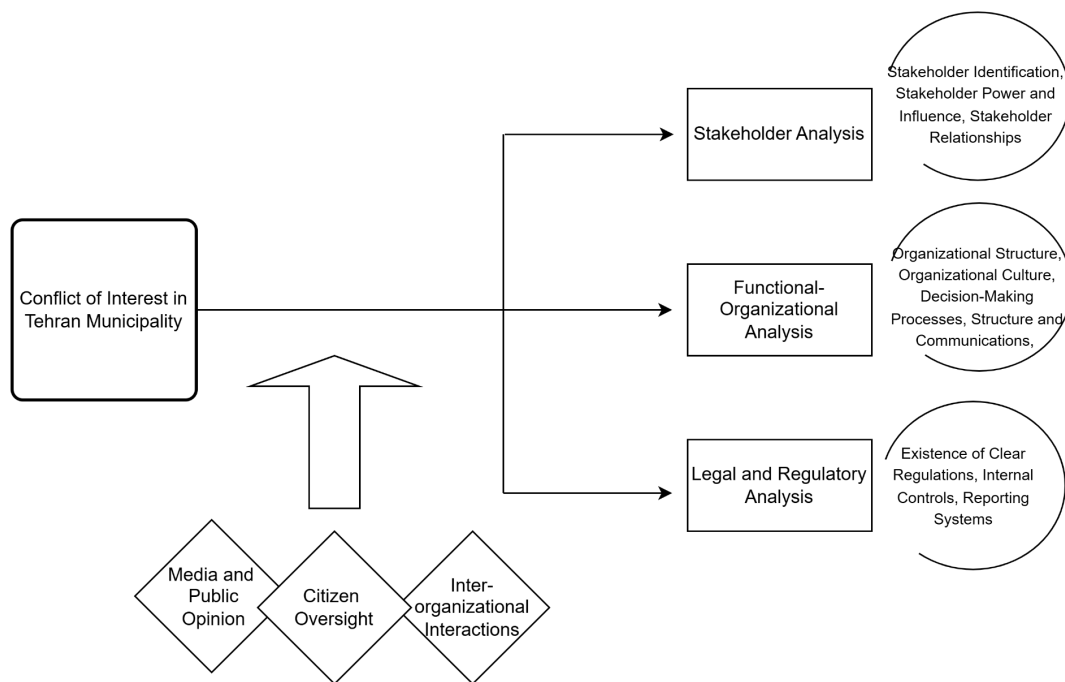 Conflict of Interest in
Tehran Municipality
Stakeholder Analysis
Stakeholder Identification,
Stakeholder Power and
Influence, Stakeholder
Relationships
Functional-
Organizational
Analysis
Organizational Structure,
Organizational Culture,
Decision-Making
Processes, Structure and
Communications,
Legal and Regulatory
Analysis
Existence of Clear
Regulations, Internal
Controls, Reporting
Systems
Media and
Public
Opinion
Citizen
Oversight
Inter-
organizational
Interactions